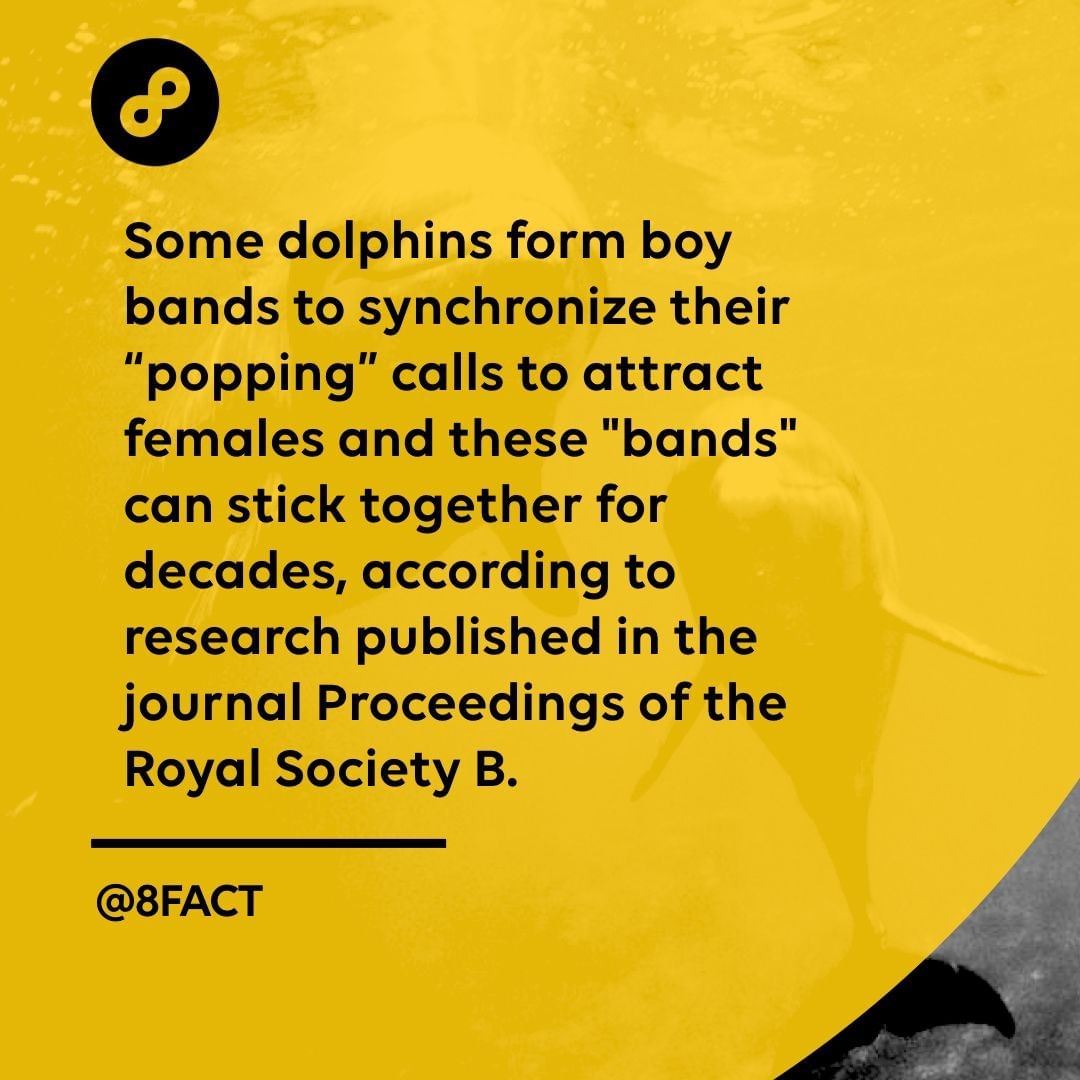 Some dolphins form boy
bands to synchronize their
“popping” calls to attract
females and these "bands"
can stick together for
decades, according to
research published in the
journal Proceedings of the
Royal Society B.
@8FACT